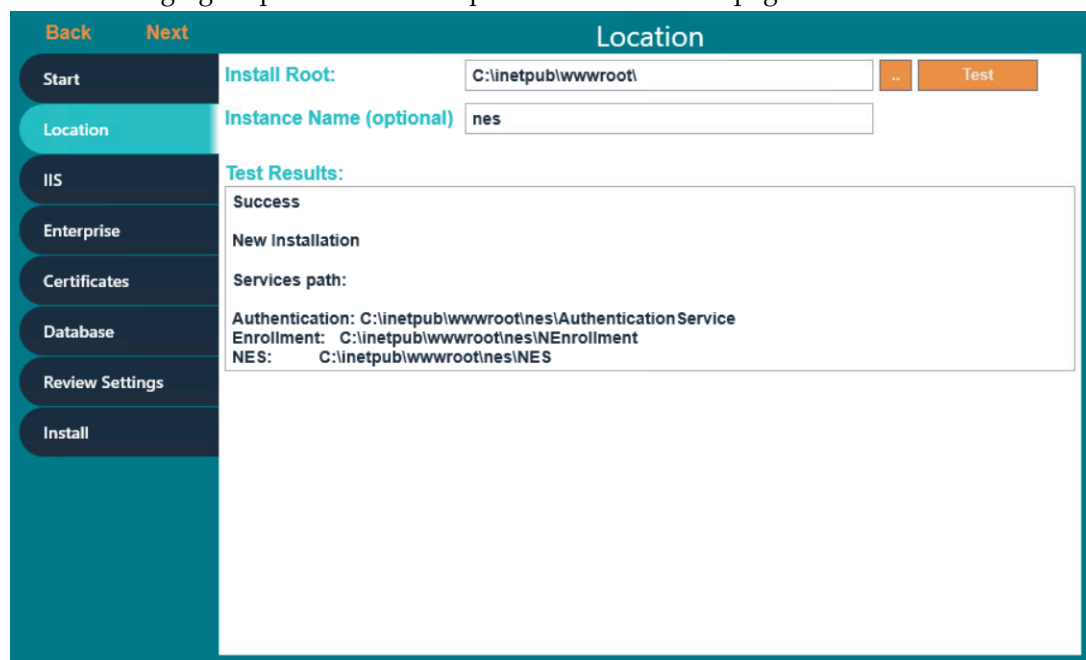 Back Next
Location
Start
Install Root: C:\inetpub\wwwroot\ .. Test
Location
Instance Name (optional) nes
IIS
Test Results:
Success
Enterprise
New Installation
Certificates
Services path:
Database
Authentication: C:\inetpub\wwwroot\nes\AuthenticationService
Enrollment: C:\inetpub\wwwroot\nes\NEnrollment
NES: C:\inetpub\wwwroot\nes\NES
Review Settings
Install